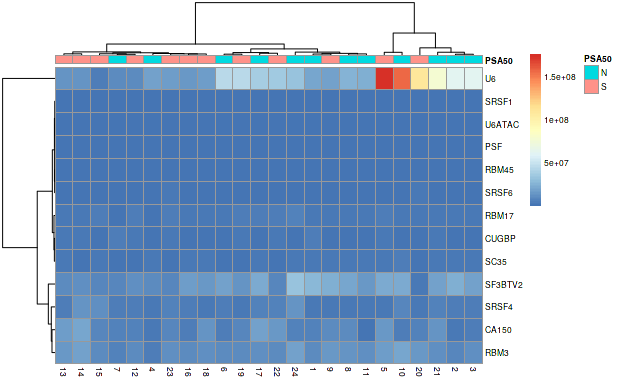 PSA50
U6
SRSF1
U6ATAC
PSF
RBM45
SRSF6
RBM17
CUGBP
SC35
SF3BTV2
SRSF4
CA150
RBM3
13 14 15 7 12 4 23 16 18 6 19 17 22 24 1 9 8 11 5 10 20 21 2 3
1.5e+08
1e+08
5e+07
PSA50
N
S